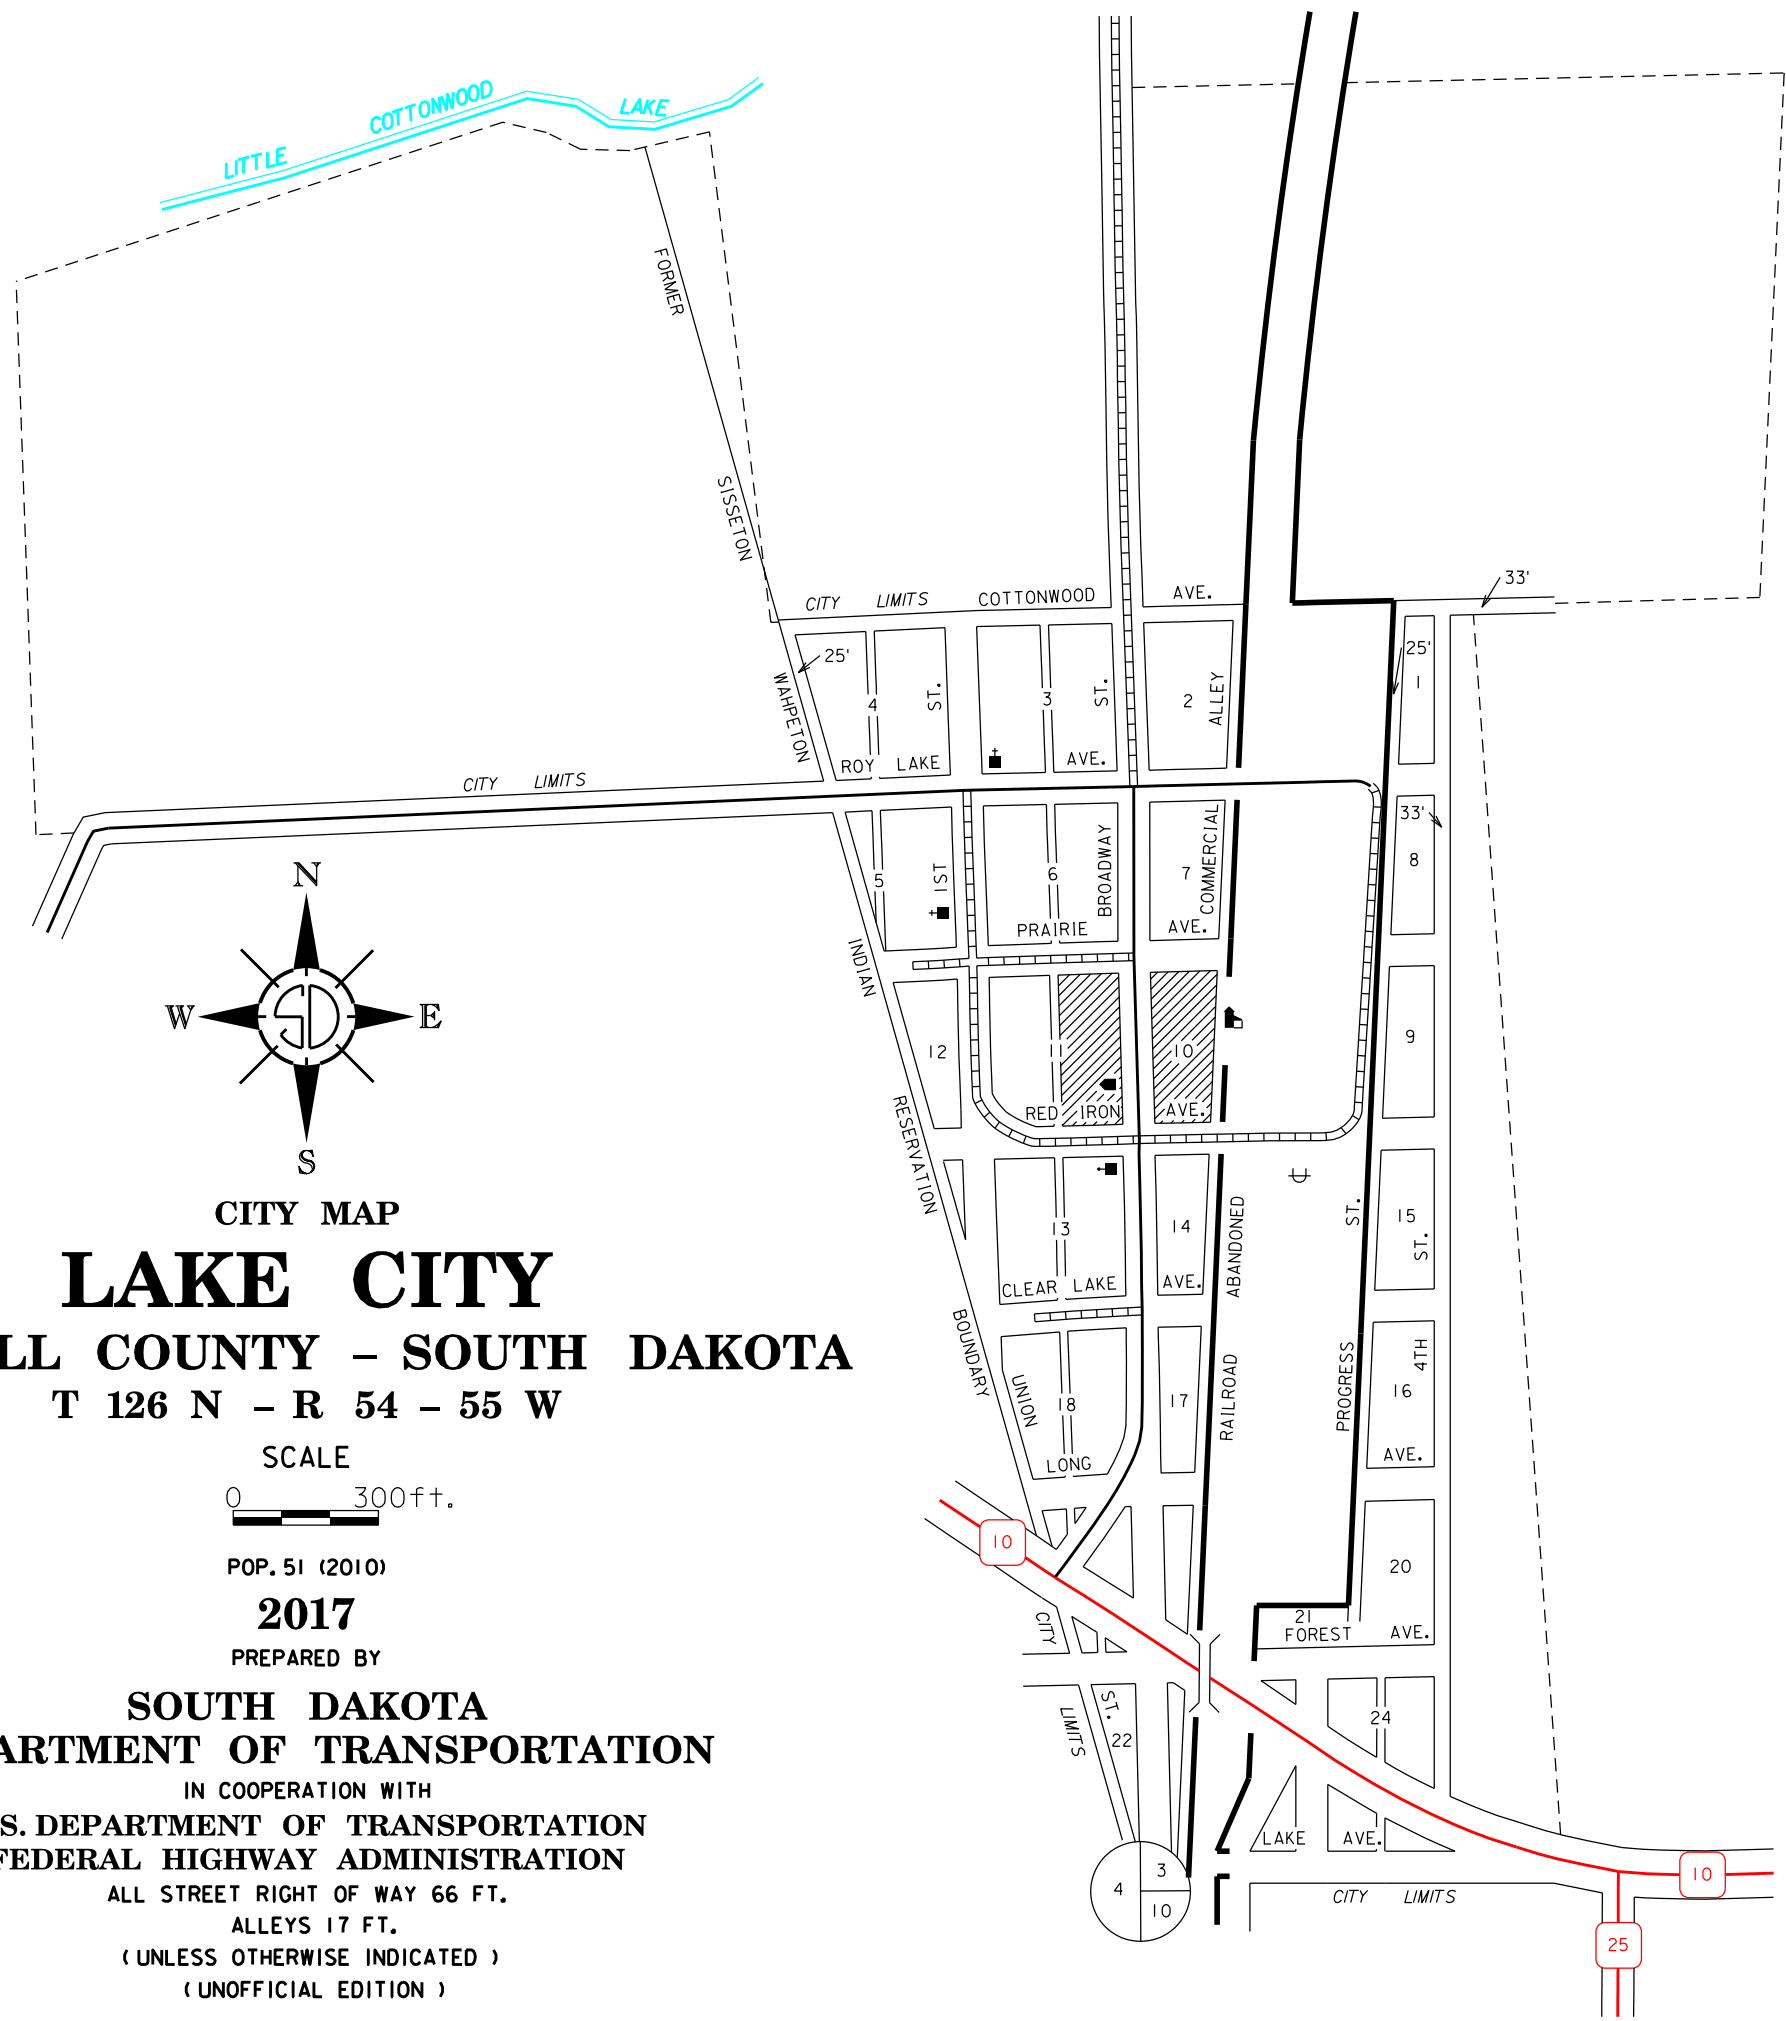 LITTLE COTTONWOOD LAKE
FORMER SISSETON WAHPETON INDIAN RESERVATION BOUNDARY
33'
CITY LIMITS COTTONWOOD AVE.
25'
25'
1
4
ST.
3
ST.
2
ALLEY
ROY LAKE AVE.
CITY LIMITS
33'
5
1ST
6
BROADWAY
7
COMMERCIAL
8
PRAIRIE AVE.
N
W E
S
12
11
10
9
RED IRON AVE.
13
14
ABANDONED
ST.
15
ST.
CLEAR LAKE AVE.
UNION
18
17
RAILROAD
PROGRESS
16
4TH
LONG AVE.
10
20
21
FOREST AVE.
CITY
LIMITS
ST.
22
24
LAKE AVE.
3
4
10
CITY LIMITS
10
25
CITY MAP
LAKE CITY
LL COUNTY – SOUTH DAKOTA
T 126 N – R 54 – 55 W
SCALE
0 300ft.
POP. 51 (2010)
2017
PREPARED BY
SOUTH DAKOTA
ARTMENT OF TRANSPORTATION
IN COOPERATION WITH
S. DEPARTMENT OF TRANSPORTATION
FEDERAL HIGHWAY ADMINISTRATION
ALL STREET RIGHT OF WAY 66 FT.
ALLEYS 17 FT.
( UNLESS OTHERWISE INDICATED )
( UNOFFICIAL EDITION )